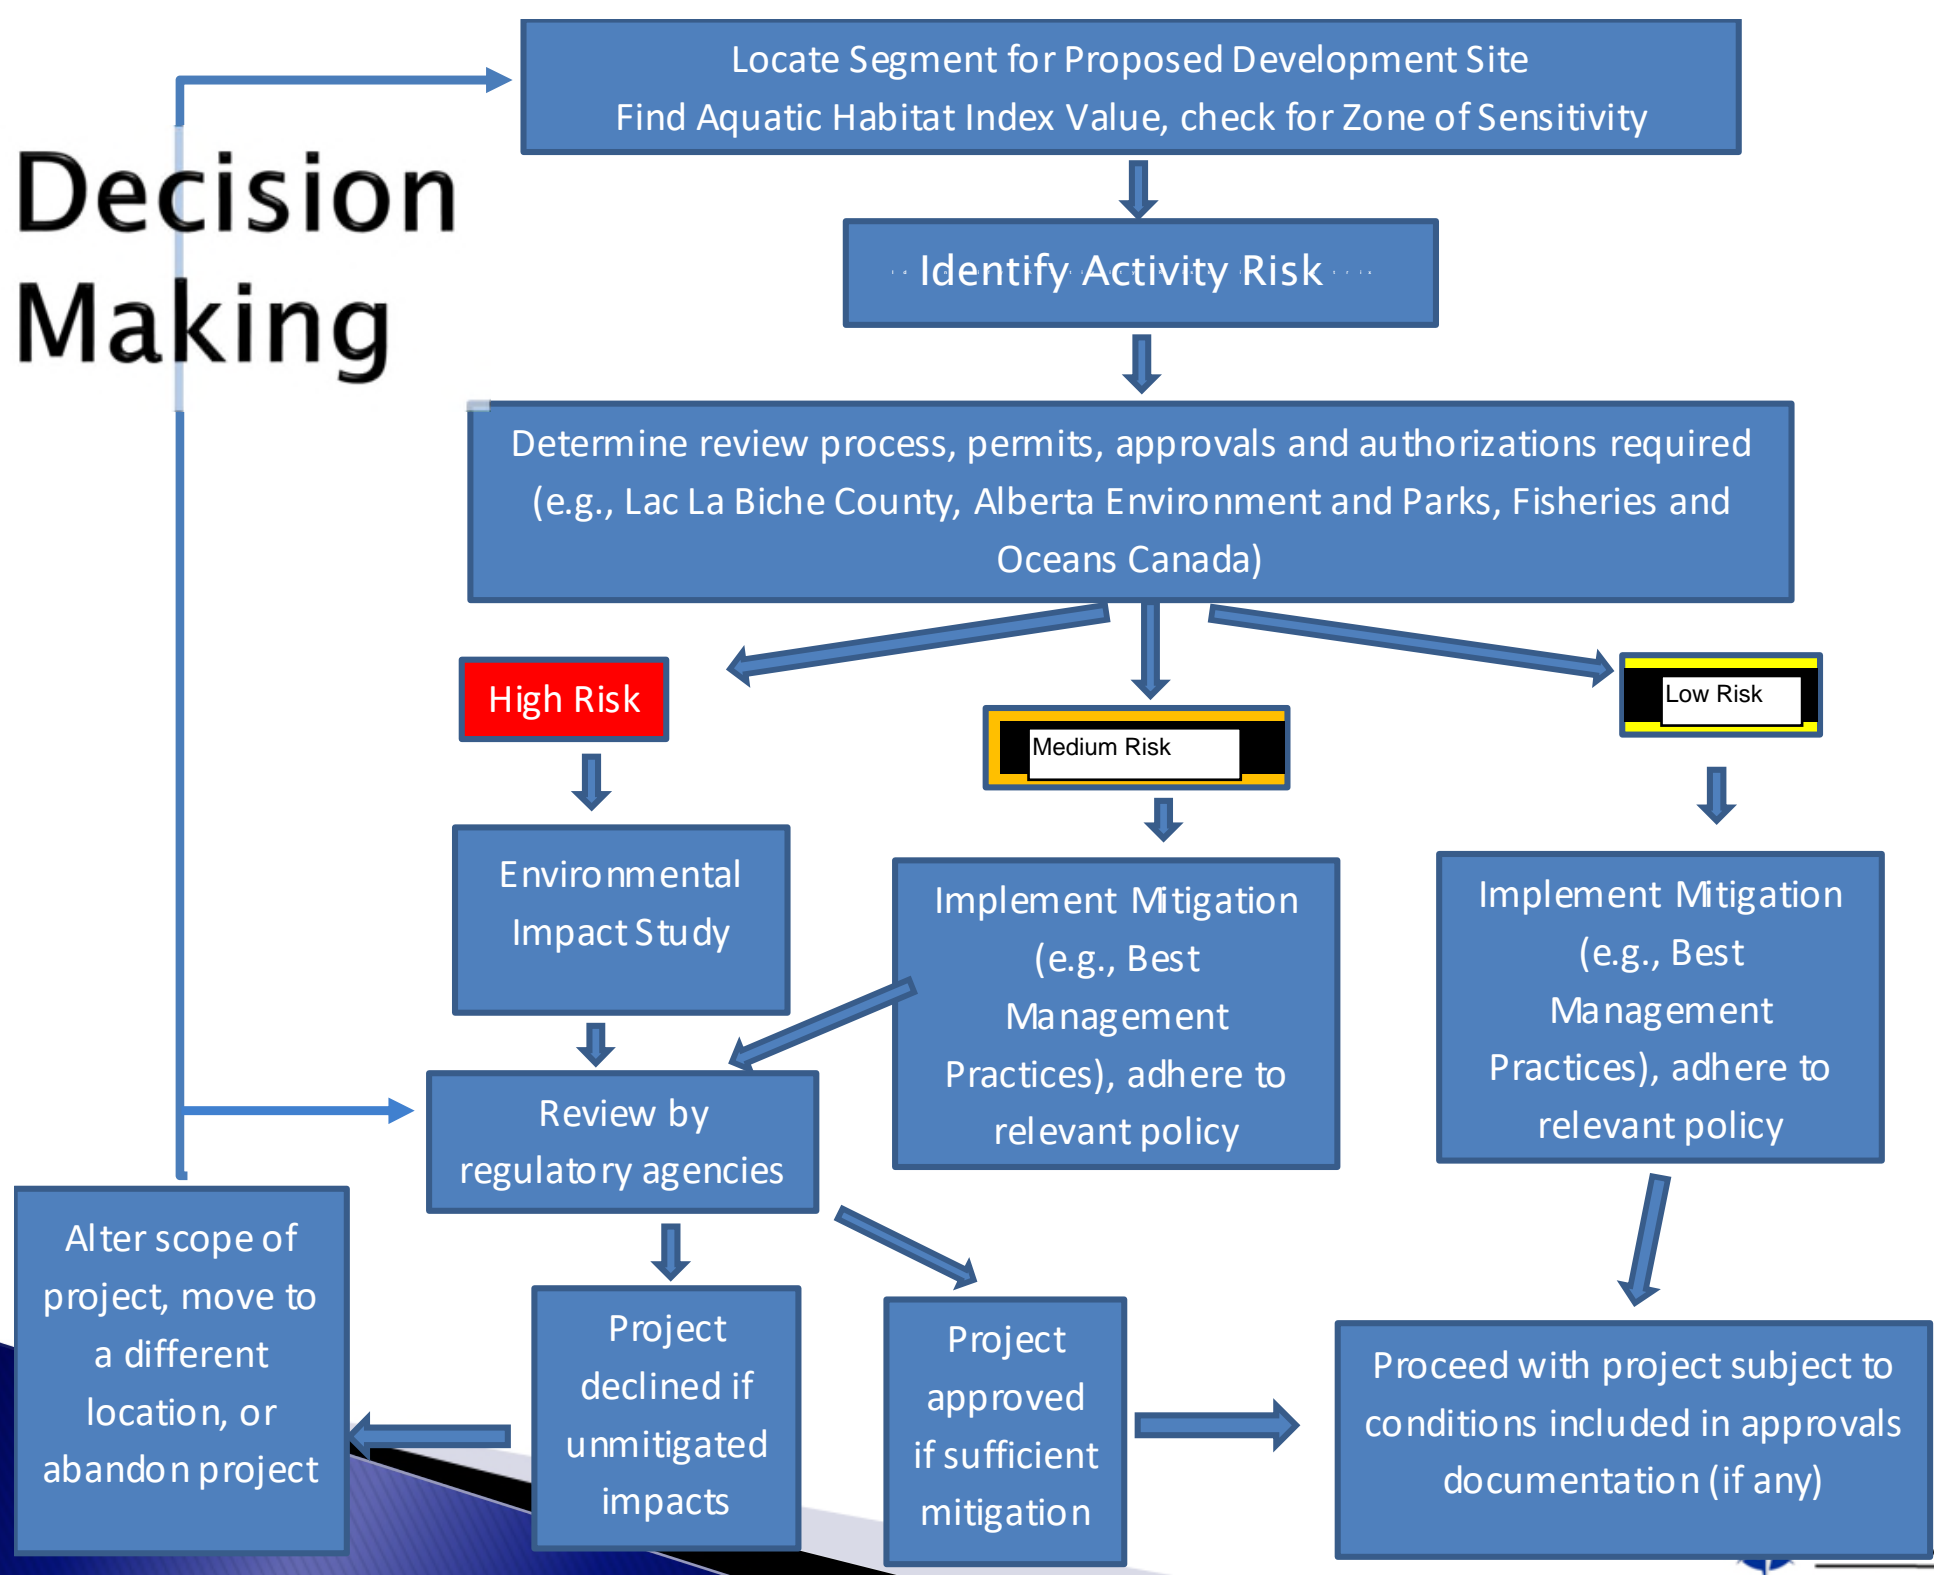 Decision
Making
Locate Segment for Proposed Development Site
Find Aquatic Habitat Index Value, check for Zone of Sensitivity
Identify Activity Risk
Determine review process, permits, approvals and authorizations required
(e.g., Lac La Biche County, Alberta Environment and Parks, Fisheries and
Oceans Canada)
High Risk
Medium Risk
Low Risk
Environmental
Impact Study
Implement Mitigation
(e.g., Best
Management
Practices), adhere to
relevant policy
Implement Mitigation
(e.g., Best
Management
Practices), adhere to
relevant policy
Review by
regulatory agencies
Alter scope of
project, move to
a different
location, or
abandon project
Project
declined if
unmitigated
impacts
Project
approved
if sufficient
mitigation
Proceed with project subject to
conditions included in approvals
documentation (if any)